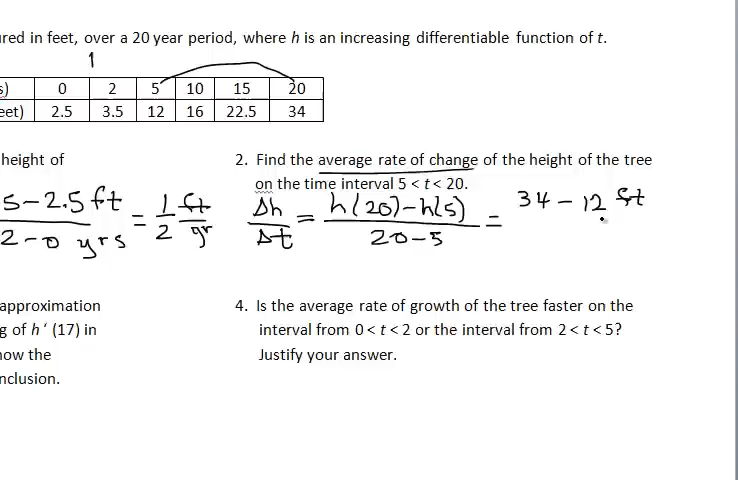 ured in feet, over a 20 year period, where h is an increasing differentiable function of t.
1
s) 0 2 5 10 15 20
eet) 2.5 3.5 12 16 22.5 34
height of
2. Find the average rate of change of the height of the tree
on the time interval 5 < t < 20.
5-2.5 ft / 2-0 yrs = 1/2 ft/yr
Δh/Δt = h(20)-h(5) / 20-5 = 34-12 ft
approximation
g of h′ (17) in
how the
nclusion.
4. Is the average rate of growth of the tree faster on the
interval from 0 < t < 2 or the interval from 2 < t < 5?
Justify your answer.